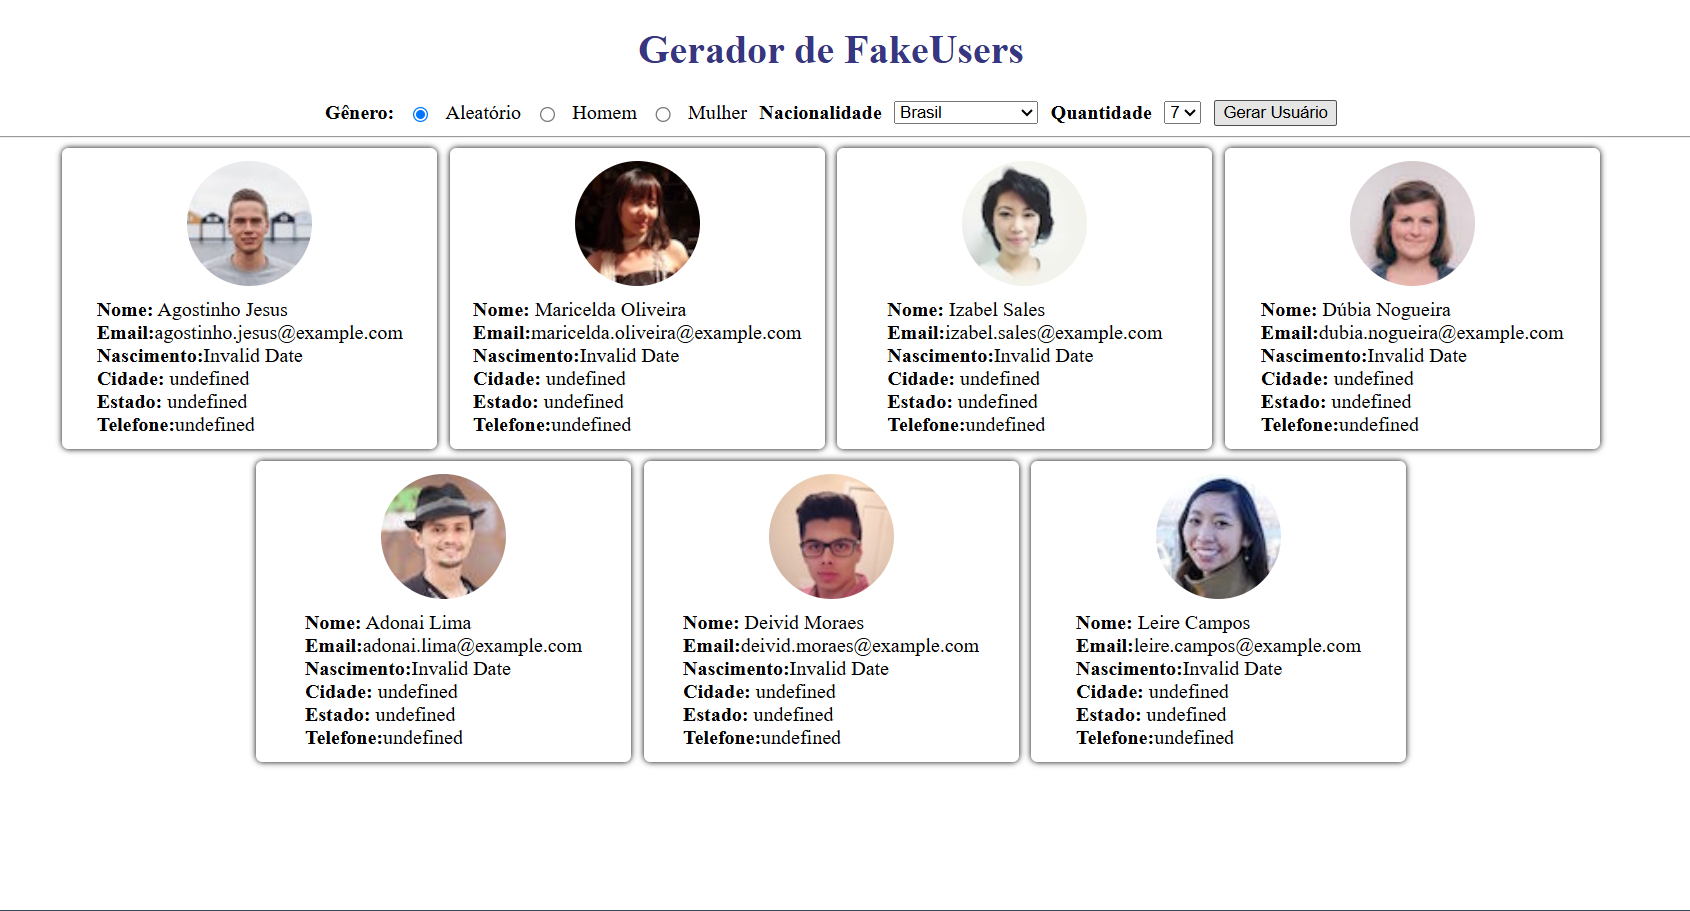 Gerador de FakeUsers
Gênero: Aleatório Homem Mulher Nacionalidade Brasil Quantidade 7 Gerar Usuário
Nome: Agostinho Jesus
Email:agostinho.jesus@example.com
Nascimento:Invalid Date
Cidade: undefined
Estado: undefined
Telefone:undefined
Nome: Maricelda Oliveira
Email:maricelda.oliveira@example.com
Nascimento:Invalid Date
Cidade: undefined
Estado: undefined
Telefone:undefined
Nome: Izabel Sales
Email:izabel.sales@example.com
Nascimento:Invalid Date
Cidade: undefined
Estado: undefined
Telefone:undefined
Nome: Dúbia Nogueira
Email:dubia.nogueira@example.com
Nascimento:Invalid Date
Cidade: undefined
Estado: undefined
Telefone:undefined
Nome: Adonai Lima
Email:adonai.lima@example.com
Nascimento:Invalid Date
Cidade: undefined
Estado: undefined
Telefone:undefined
Nome: Deivid Moraes
Email:deivid.moraes@example.com
Nascimento:Invalid Date
Cidade: undefined
Estado: undefined
Telefone:undefined
Nome: Leire Campos
Email:leire.campos@example.com
Nascimento:Invalid Date
Cidade: undefined
Estado: undefined
Telefone:undefined